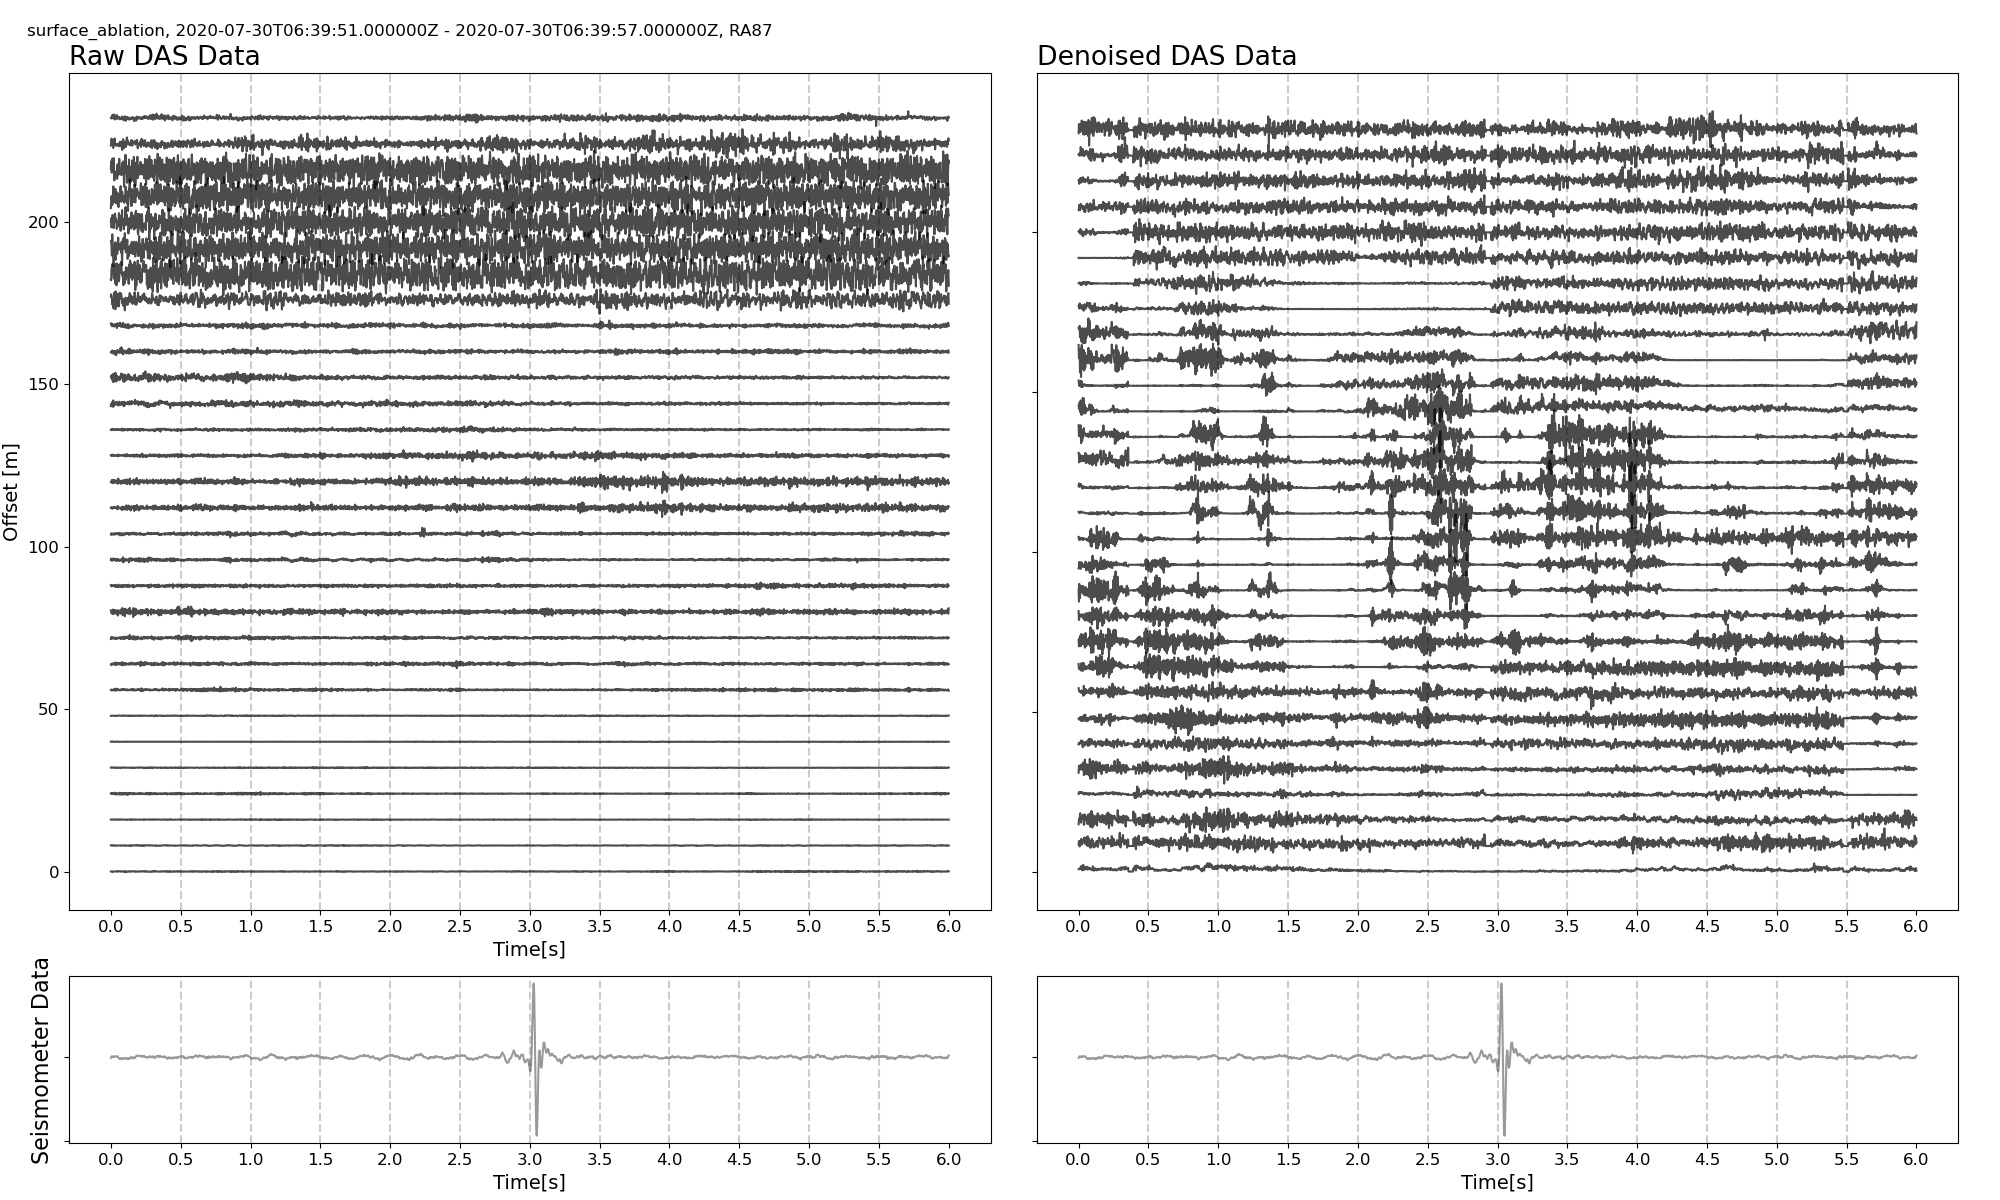 surface_ablation, 2020-07-30T06:39:51.000000Z - 2020-07-30T06:39:57.000000Z, RA87
Raw DAS Data
Denoised DAS Data
Offset [m]
200
150
100
50
0
0.0 0.5 1.0 1.5 2.0 2.5 3.0 3.5 4.0 4.5 5.0 5.5 6.0
Time[s]
0.0 0.5 1.0 1.5 2.0 2.5 3.0 3.5 4.0 4.5 5.0 5.5 6.0
Seismometer Data
0.0 0.5 1.0 1.5 2.0 2.5 3.0 3.5 4.0 4.5 5.0 5.5 6.0
Time[s]
0.0 0.5 1.0 1.5 2.0 2.5 3.0 3.5 4.0 4.5 5.0 5.5 6.0
Time[s]